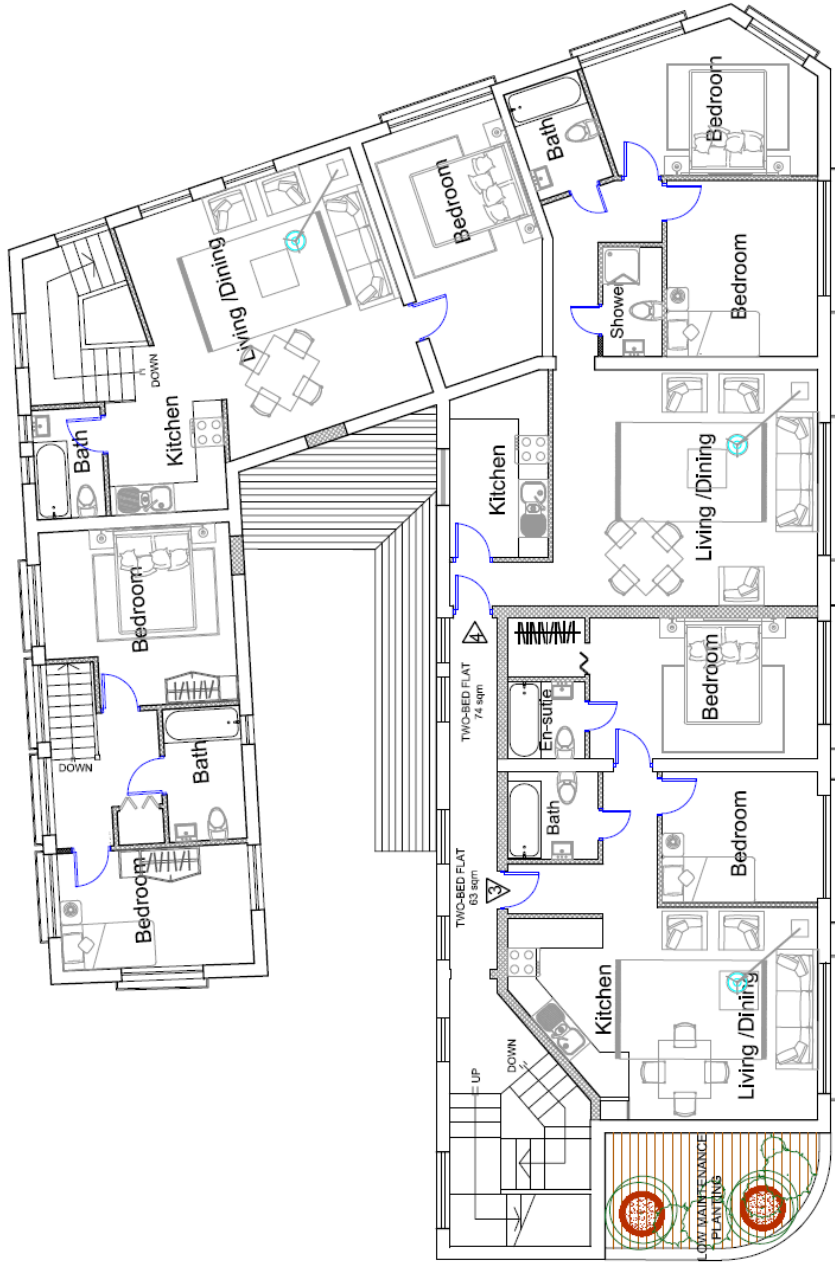 Bedroom
Bath
Bedroom
Living /Dining
DOWN
Kitchen
Bath
Shower
Bedroom
Kitchen
Living /Dining
Bedroom
DOWN
Bath
Bedroom
4
TWO-BED FLAT
74 sqm
En-sutie
Bedroom
Bath
Bedroom
TWO-BED FLAT
63 sqm
3
Kitchen
Living /Dining
DOWN
UP
LOW MAINTENANCE
PLANTING
Bedroom